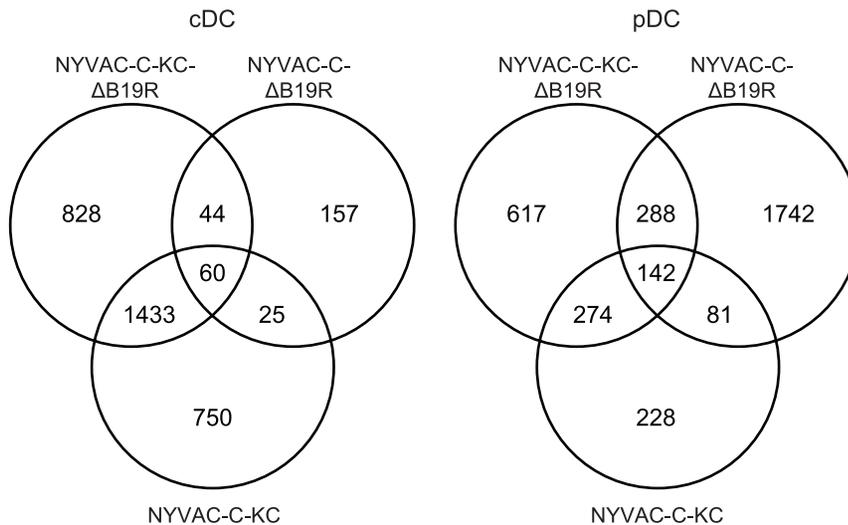 cDC
NYVAC-C-KC-
ΔB19R
NYVAC-C-
ΔB19R
828
44
157
60
1433
25
750
NYVAC-C-KC
pDC
NYVAC-C-KC-
ΔB19R
NYVAC-C-
ΔB19R
617
288
1742
142
274
81
228
NYVAC-C-KC